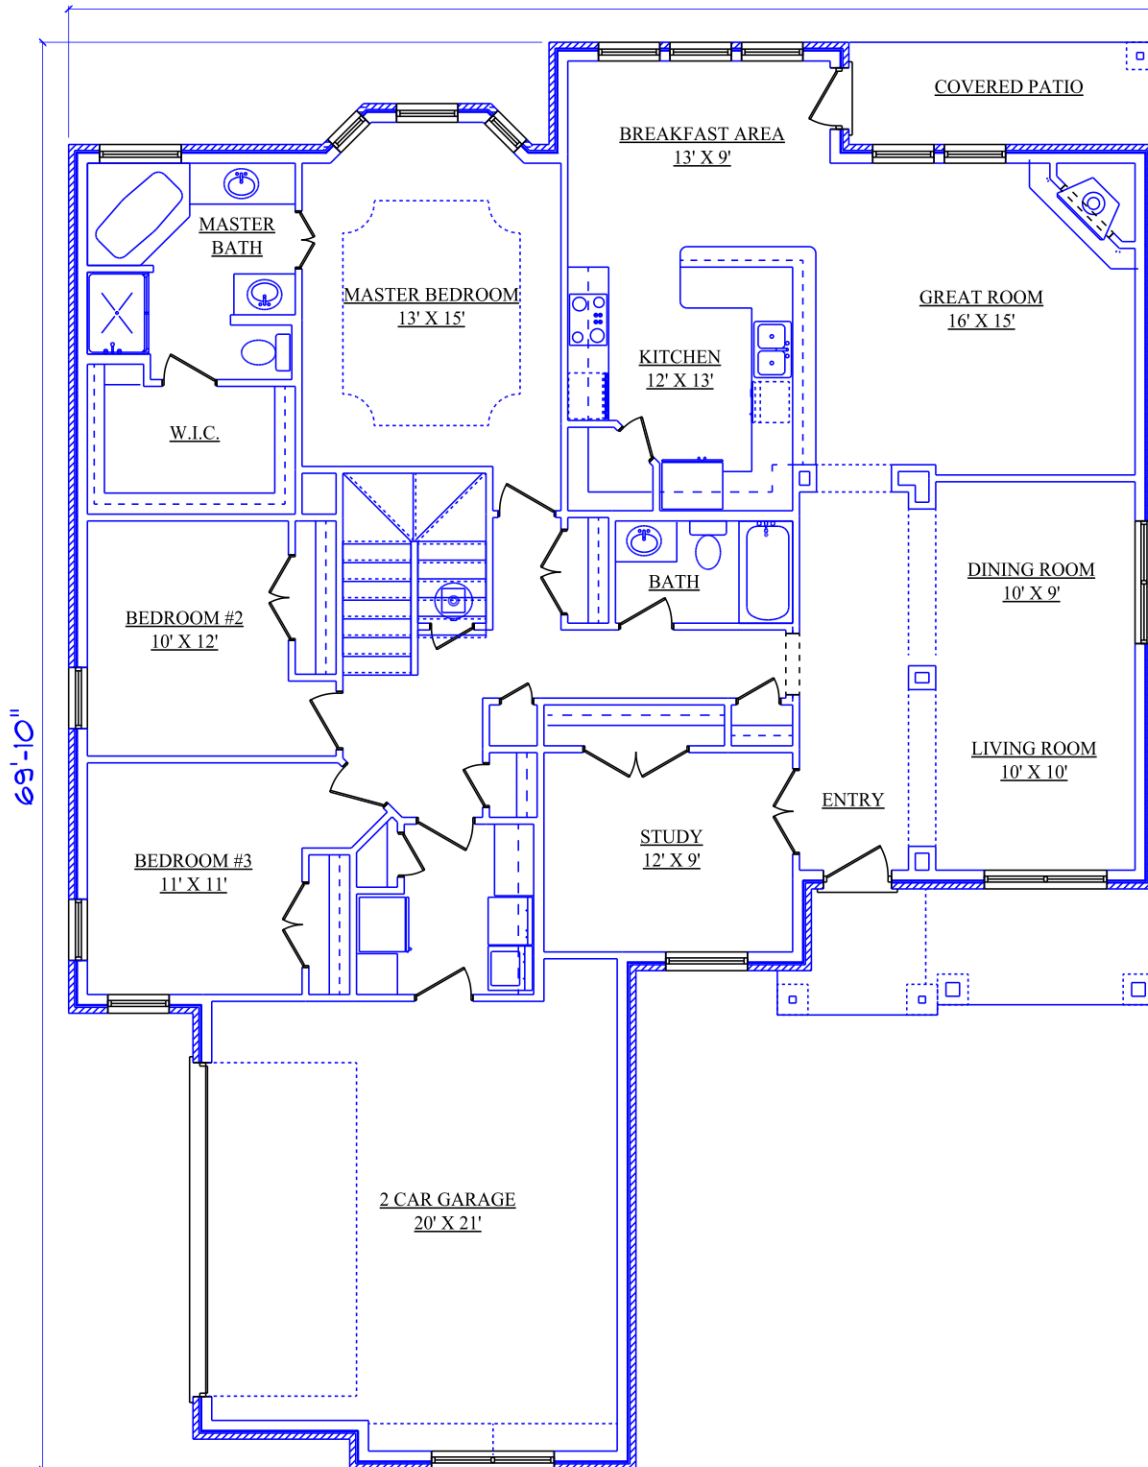 COVERED PATIO
BREAKFAST AREA
13' X 9'
MASTER
BATH
MASTER BEDROOM
13' X 15'
GREAT ROOM
16' X 15'
KITCHEN
12' X 13'
W.I.C.
BATH
DINING ROOM
10' X 9'
BEDROOM #2
10' X 12'
69'-10"
LIVING ROOM
10' X 10'
ENTRY
STUDY
12' X 9'
BEDROOM #3
11' X 11'
2 CAR GARAGE
20' X 21'